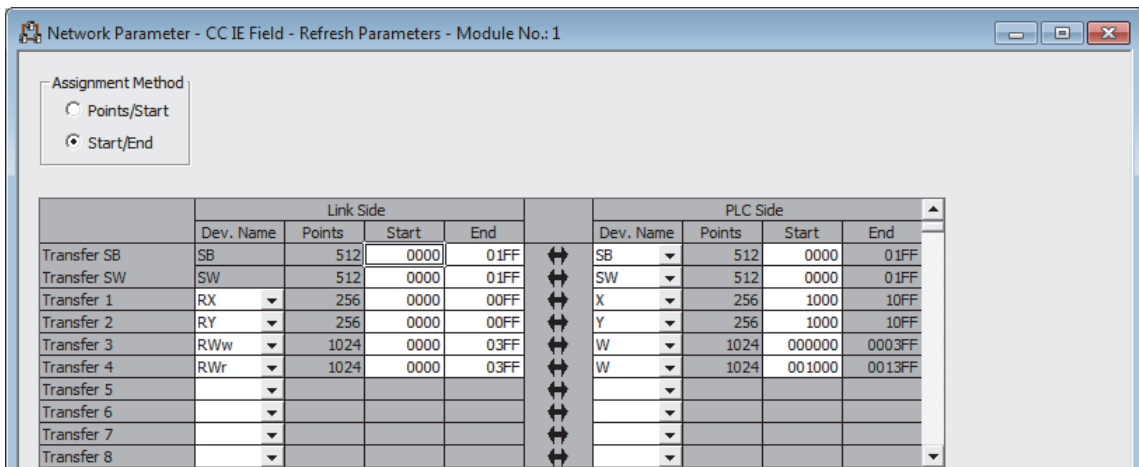 Network Parameter - CC IE Field - Refresh Parameters - Module No.: 1
Assignment Method
Points/Start
Start/End
Link Side PLC Side
Dev. Name Points Start End Dev. Name Points Start End
Transfer SB SB 512 0000 01FF SB 512 0000 01FF
Transfer SW SW 512 0000 01FF SW 512 0000 01FF
Transfer 1 RX 256 0000 00FF X 256 1000 10FF
Transfer 2 RY 256 0000 00FF Y 256 1000 10FF
Transfer 3 RWw 1024 0000 03FF W 1024 000000 0003FF
Transfer 4 RWr 1024 0000 03FF W 1024 001000 0013FF
Transfer 5
Transfer 6
Transfer 7
Transfer 8